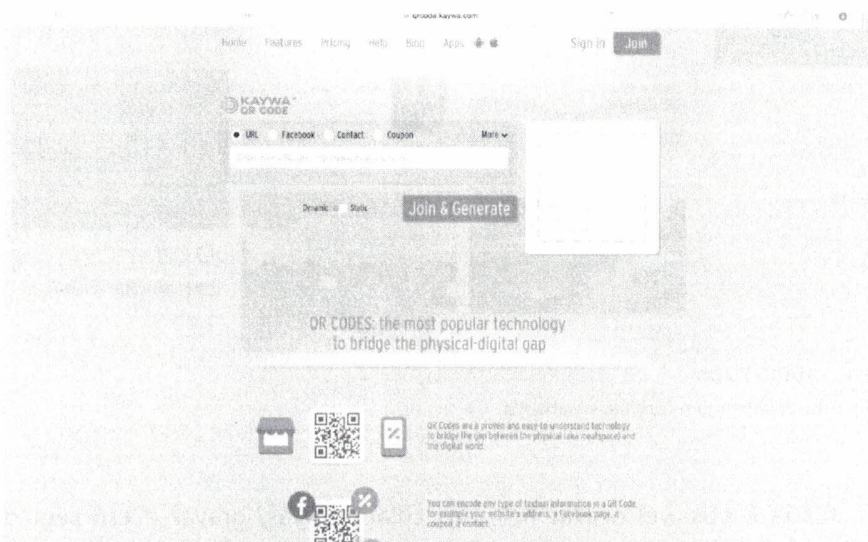 qrcode.kaywa.com
Home Features Pricing Help Blog Apps Sign in Join
KAYWA
QR CODE
URL Facebook Contact Coupon More
Dynamic Static Join & Generate
QR CODES: the most popular technology
to bridge the physical-digital gap
QR Codes are a proven and easy-to-understand technology
to bridge the gap between the physical (aka meatspace) and
the digital world.
You can encode any type of textual information in a QR Code,
for example your website's address, a Facebook page, a
coupon, a contact.